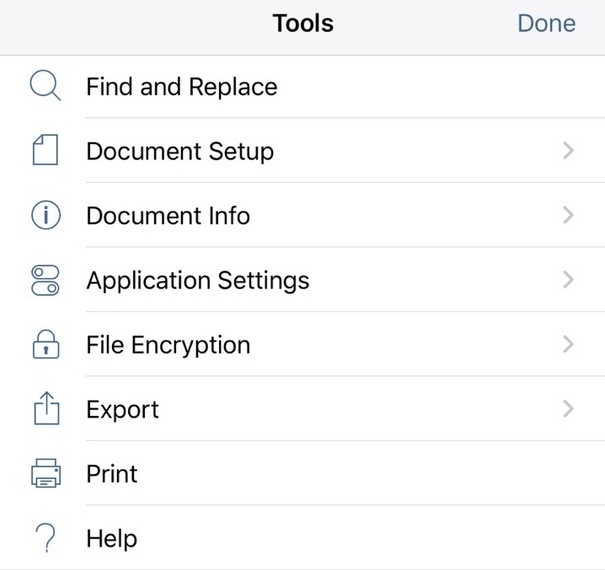 Tools
Done
Find and Replace
Document Setup
Document Info
Application Settings
File Encryption
Export
Print
Help